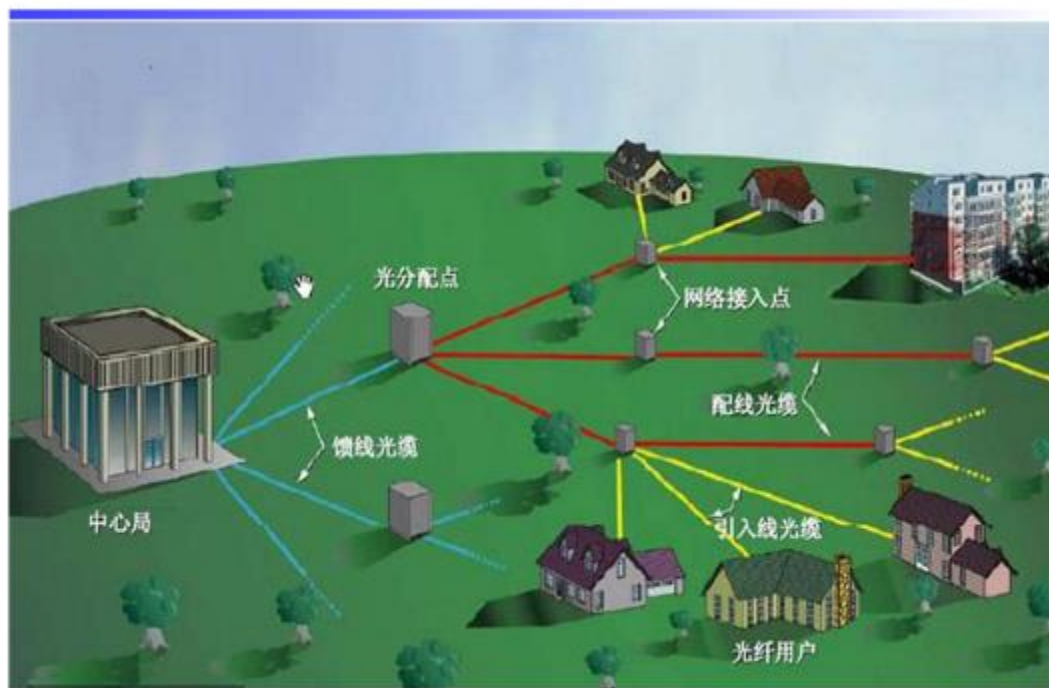 光分配点
网络接入点
配线光缆
馈线光缆
中心局
引入线光缆
光纤用户